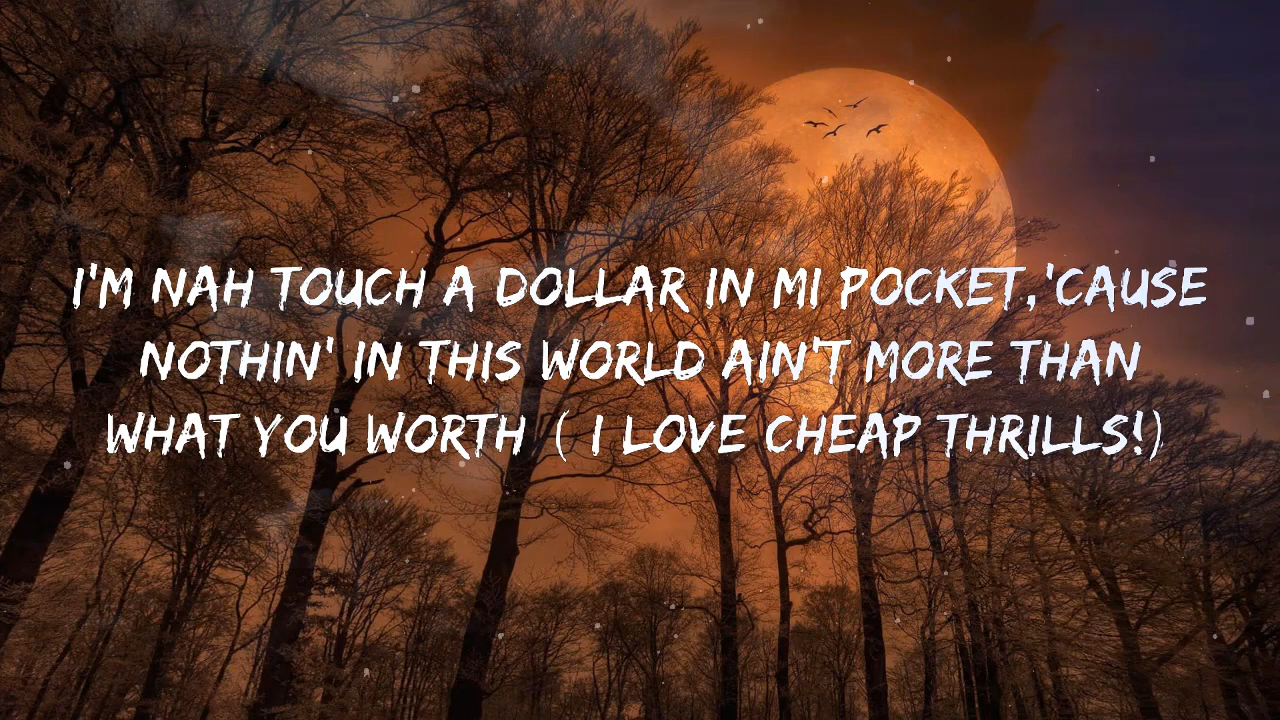 I'M NAH TOUCH A DOLLAR IN MI POCKET, 'CAUSE
NOTHIN' IN THIS WORLD AIN'T MORE THAN
WHAT YOU WORTH ( I LOVE CHEAP THRILLS!)